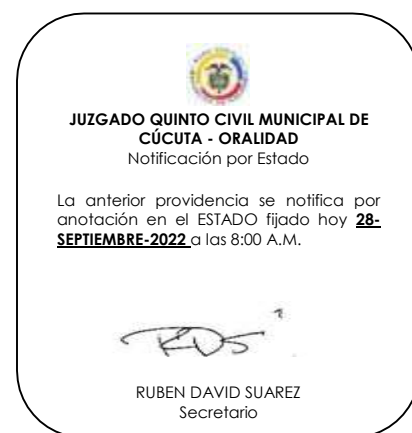 JUZGADO QUINTO CIVIL MUNICIPAL DE
CÚCUTA - ORALIDAD
Notificación por Estado
La anterior providencia se notifica por
anotación en el ESTADO fijado hoy 28-
SEPTIEMBRE-2022 a las 8:00 A.M.
RDS
RUBEN DAVID SUAREZ
Secretario